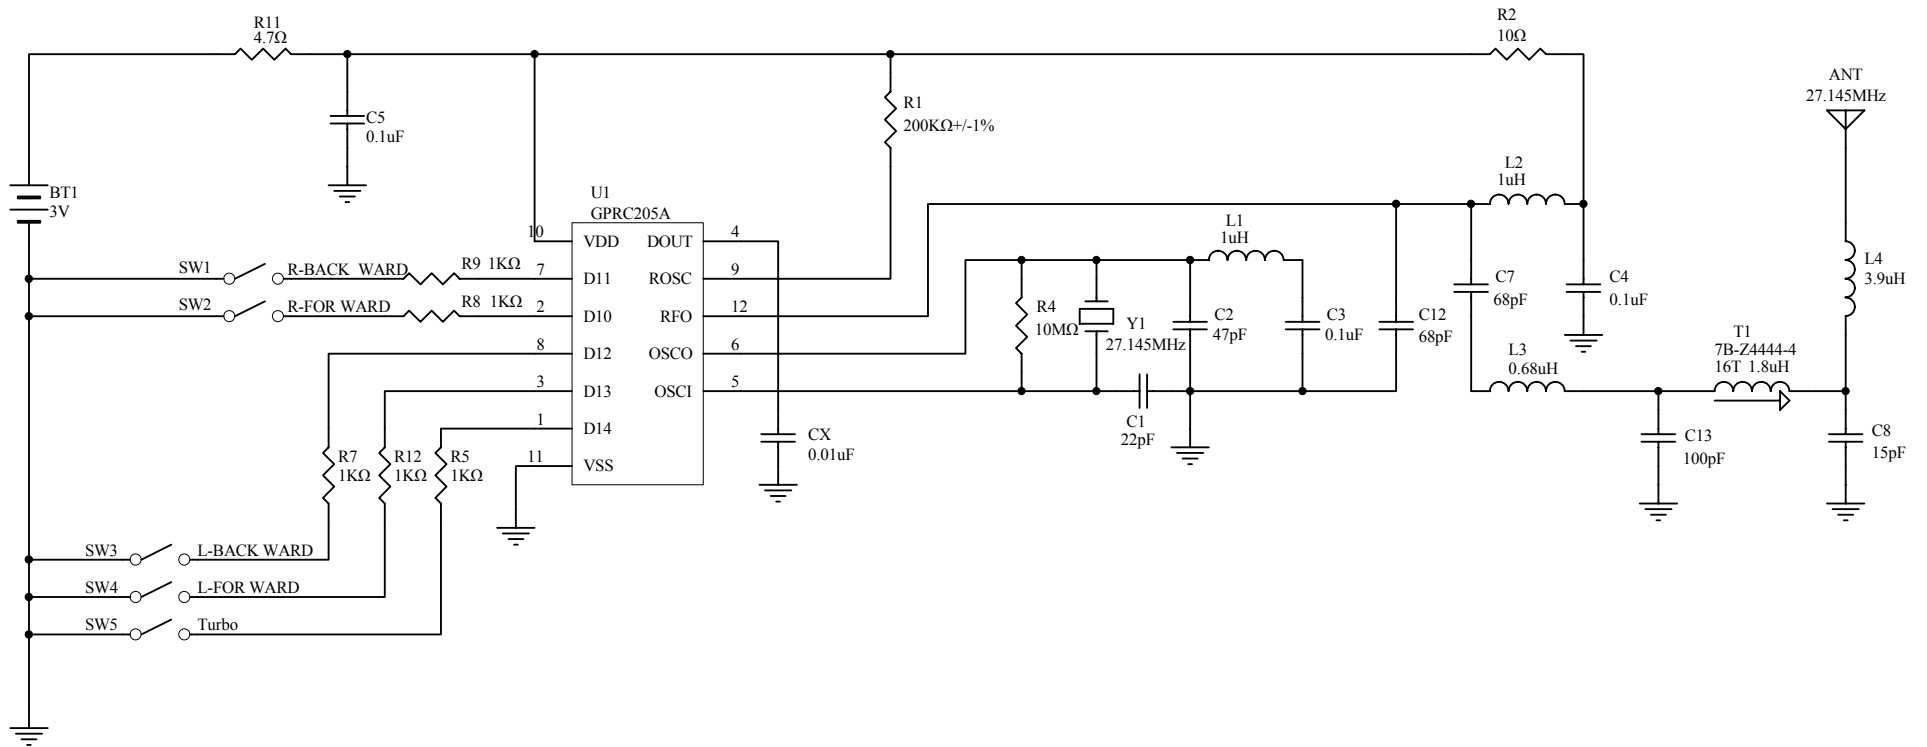 R11
4.7Ω
R2
10Ω
ANT
27.145MHz
C5
0.1uF
R1
200KΩ+/-1%
BT1
3V
U1
GPRC205A
L2
1uH
L1
1uH
10
VDD
DOUT
4
SW1
R-BACK WARD
R9 1KΩ
7
D11
ROSC
9
SW2
R-FOR WARD
R8 1KΩ
2
D10
RFO
12
8
D12
OSCO
6
3
D13
OSCI
5
1
D14
11
VSS
R4
10MΩ
Y1
27.145MHz
C2
47pF
C3
0.1uF
C12
68pF
C7
68pF
C4
0.1uF
L4
3.9uH
L3
0.68uH
T1
7B-Z4444-4
16T 1.8uH
C1
22pF
CX
0.01uF
C13
100pF
C8
15pF
R7
1KΩ
R12
1KΩ
R5
1KΩ
SW3
L-BACK WARD
SW4
L-FOR WARD
SW5
Turbo